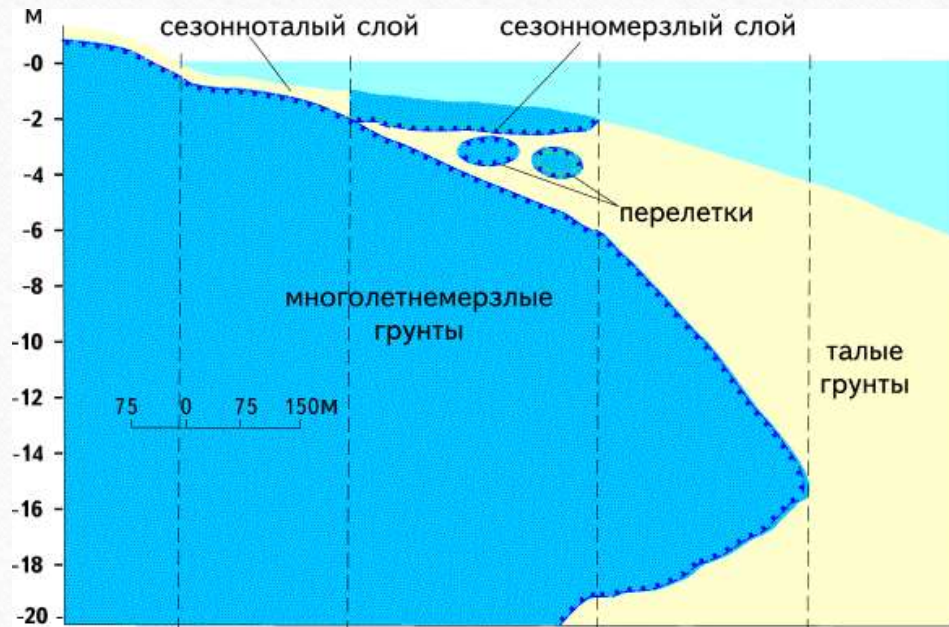 м
сезонноталый слой
сезонномерзлый слой
-0
-2
-4
перелетки
-6
-8
многолетнемерзлые
грунты
-10
талые
грунты
-12
75 0 75 150м
-14
-16
-18
-20